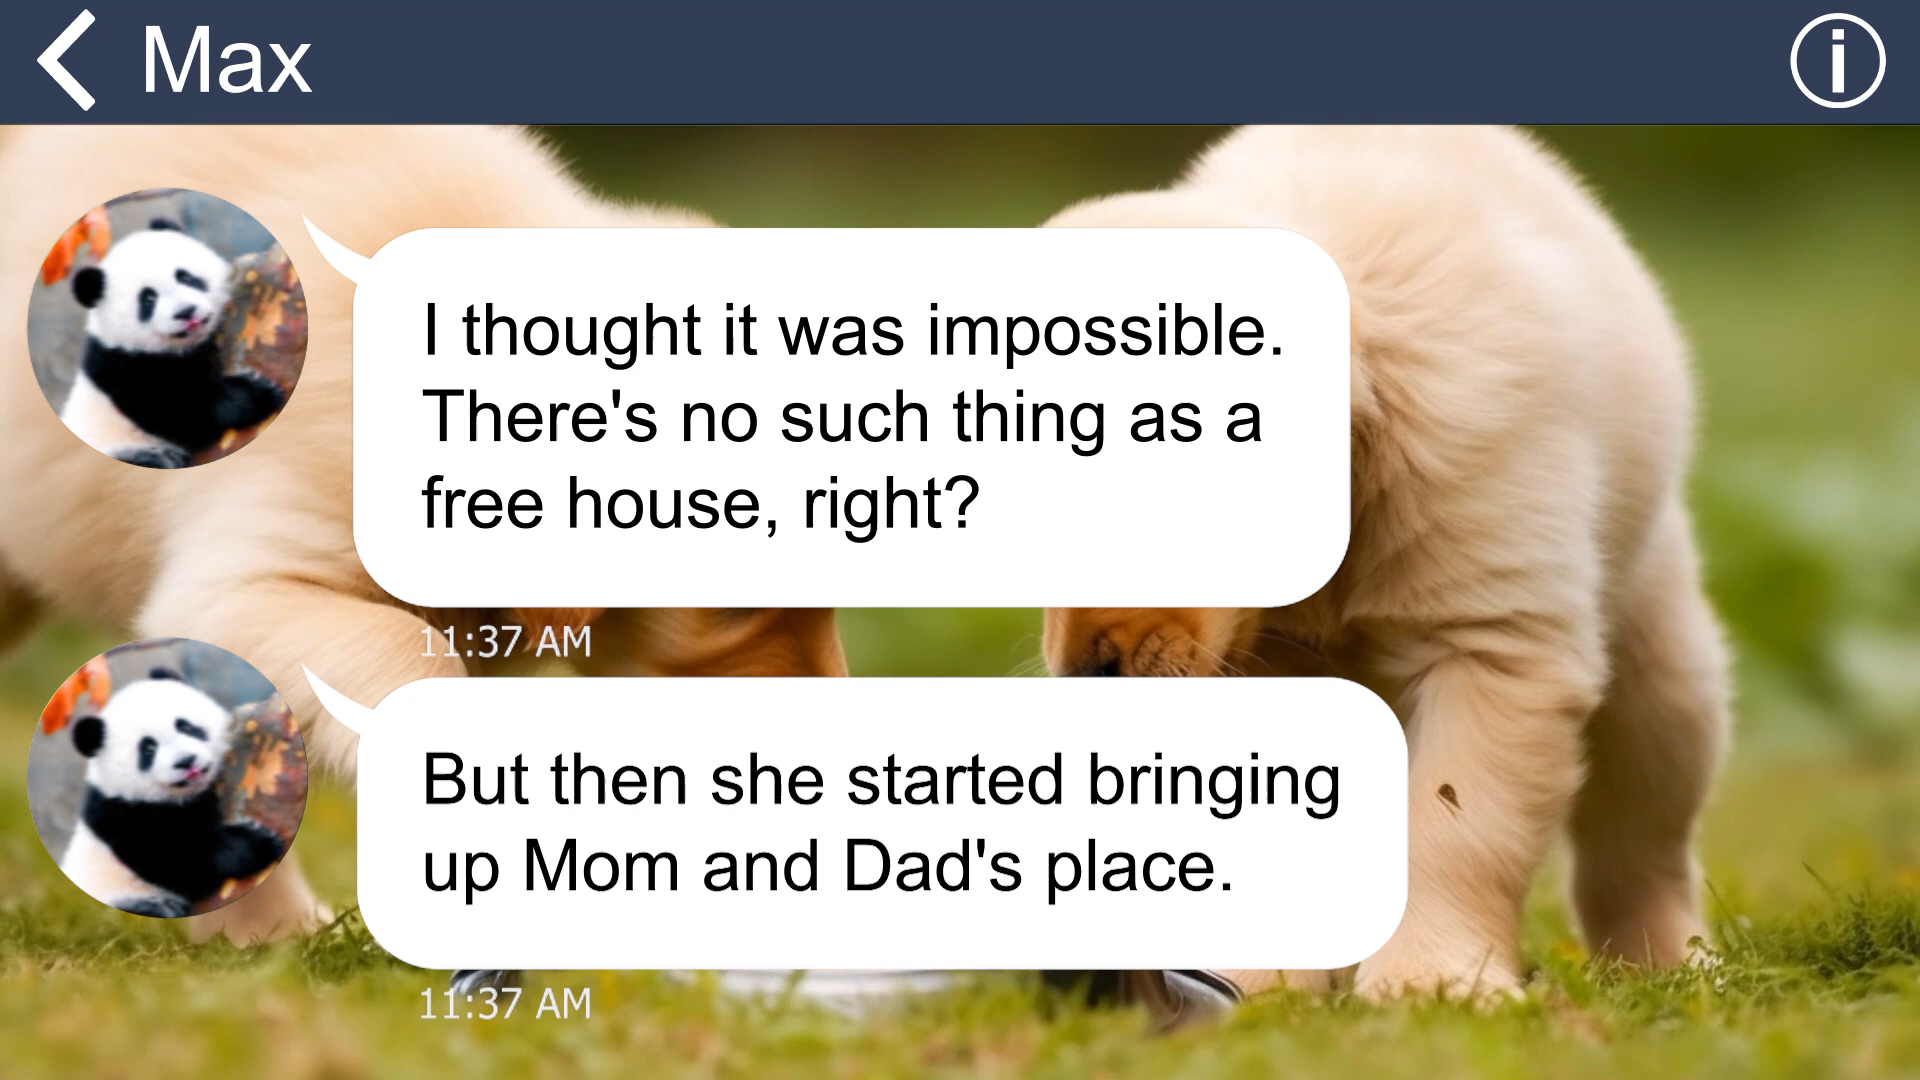 Max
I thought it was impossible.
There's no such thing as a
free house, right?
11:37 AM
But then she started bringing
up Mom and Dad's place.
11:37 AM